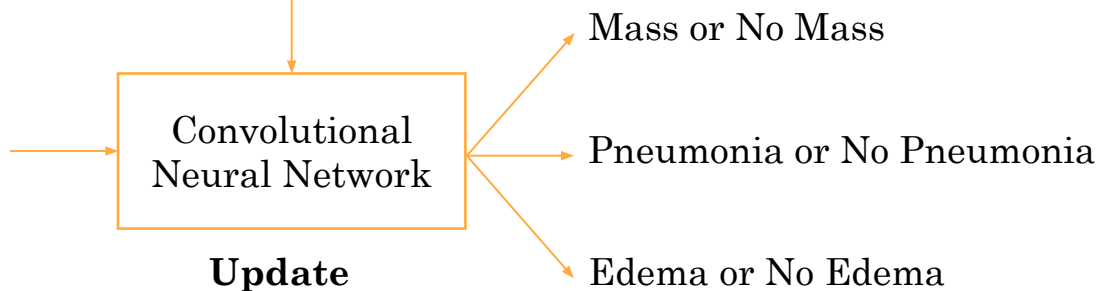 Mass or No Mass
Convolutional
Neural Network
Pneumonia or No Pneumonia
Update
Edema or No Edema